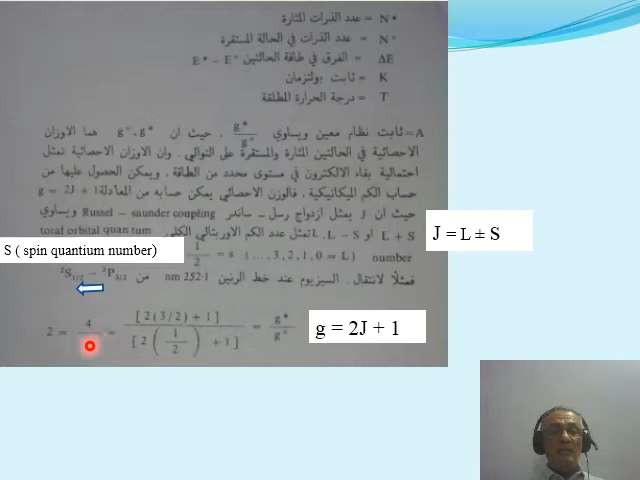 N* = عدد الذرات المثارة
N° = عدد الذرات في الحالة المستقرة
ΔE = الفرق في طاقة الحالتين E* – E°
K = ثابت بولتزمان
T = درجة الحرارة المطلقة
A = ثابت نظام معين ويساوي g*/g° ، حيث ان g*، g° هما الاوزان
الاحصائية في الحالتين المثارة والمستقرة على التوالي. وان الاوزان الاحصائية تمثل
احتمالية بقاء الالكترون في مستوى محدد من الطاقة، ويمكن الحصول عليها من
حساب الكم الميكانيكية، فالوزن الاحصائي يمكن حسابه من المعادلة g = 2J + 1
حيث أن J يمثل ازدواج رسل – ساندر Russel – saunder coupling ويساوي
L + S او L – S، L تمثل عدد الكم الاوربتالي الكلي total orbital quantum
J = L ± S
S ( spin quantium number)
number (L = 0,1,2,3,...) s = 1/2
فمثلًا لانتقال، السيزيوم عند خط الرنين 252.1 nm من ²S1/2 – ²P3/2
g*/g° = [ 2(3/2) + 1 ] / [ 2 ( 1/2 ) + 1 ] = 4/ = 2
g = 2J + 1